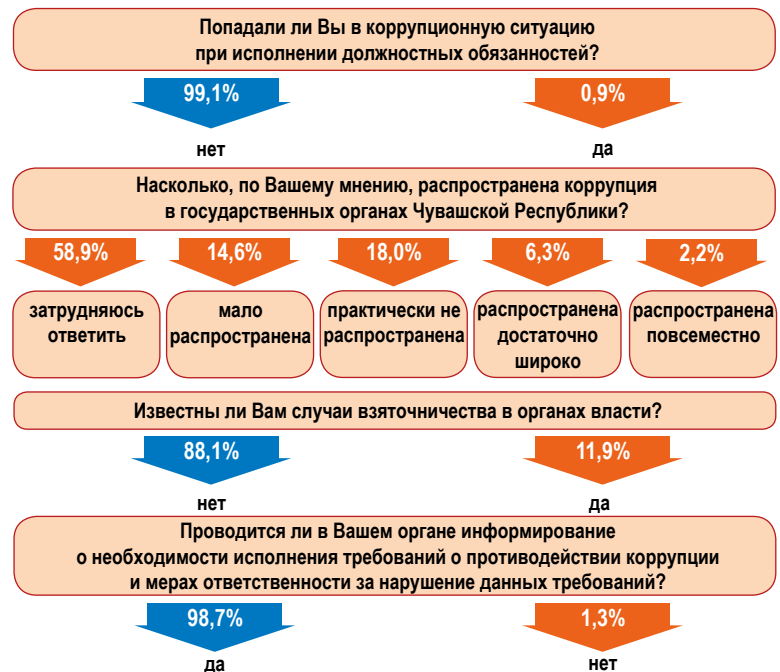 Попадали ли Вы в коррупционную ситуацию
при исполнении должностных обязанностей?
99,1% 0,9%
нет да
Насколько, по Вашему мнению, распространена коррупция
в государственных органах Чувашской Республики?
58,9% 14,6% 18,0% 6,3% 2,2%
затрудняюсь
ответить
мало
распространена
практически не
распространена
распространена
достаточно
широко
распространена
повсеместно
Известны ли Вам случаи взяточничества в органах власти?
88,1% 11,9%
нет да
Проводится ли в Вашем органе информирование
о необходимости исполнения требований о противодействии коррупции
и мерах ответственности за нарушение данных требований?
98,7% 1,3%
да нет